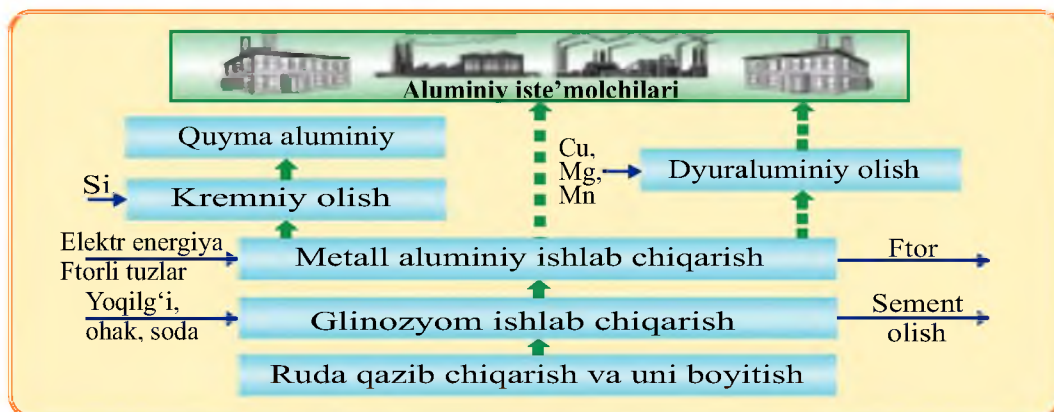 Aluminiy iste’molchilari
Quyma aluminiy
Si
Kremniy olish
Cu,
Mg,
Mn
Dyuraluminiy olish
Elektr energiya
Ftorli tuzlar
Metall aluminiy ishlab chiqarish
Ftor
Yoqilg‘i,
ohak, soda
Glinozyom ishlab chiqarish
Sement
olish
Ruda qazib chiqarish va uni boyitish